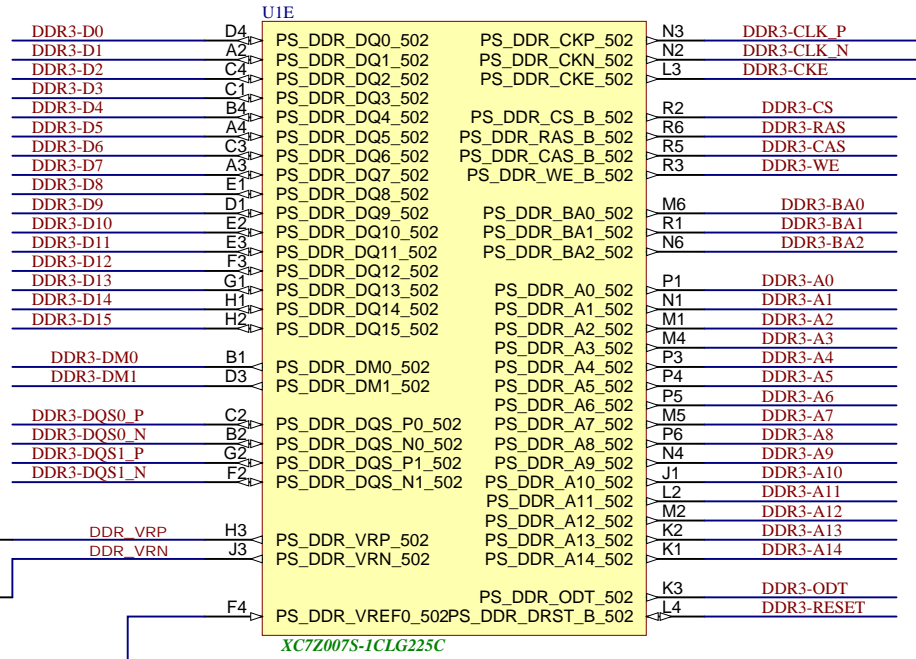 U1E
DDR3-D0 D4 PS_DDR_DQ0_502 PS_DDR_CKP_502 N3 DDR3-CLK_P
DDR3-D1 A2 PS_DDR_DQ1_502 PS_DDR_CKN_502 N2 DDR3-CLK_N
DDR3-D2 C4 PS_DDR_DQ2_502 PS_DDR_CKE_502 L3 DDR3-CKE
DDR3-D3 C1 PS_DDR_DQ3_502
DDR3-D4 B4 PS_DDR_DQ4_502 PS_DDR_CS_B_502 R2 DDR3-CS
DDR3-D5 A4 PS_DDR_DQ5_502 PS_DDR_RAS_B_502 R6 DDR3-RAS
DDR3-D6 C3 PS_DDR_DQ6_502 PS_DDR_CAS_B_502 R5 DDR3-CAS
DDR3-D7 A3 PS_DDR_DQ7_502 PS_DDR_WE_B_502 R3 DDR3-WE
DDR3-D8 E1 PS_DDR_DQ8_502
DDR3-D9 D1 PS_DDR_DQ9_502 PS_DDR_BA0_502 M6 DDR3-BA0
DDR3-D10 E2 PS_DDR_DQ10_502 PS_DDR_BA1_502 R1 DDR3-BA1
DDR3-D11 E3 PS_DDR_DQ11_502 PS_DDR_BA2_502 N6 DDR3-BA2
DDR3-D12 F3 PS_DDR_DQ12_502
DDR3-D13 G1 PS_DDR_DQ13_502 PS_DDR_A0_502 P1 DDR3-A0
DDR3-D14 H1 PS_DDR_DQ14_502 PS_DDR_A1_502 N1 DDR3-A1
DDR3-D15 H2 PS_DDR_DQ15_502 PS_DDR_A2_502 M1 DDR3-A2
PS_DDR_A3_502 M4 DDR3-A3
DDR3-DM0 B1 PS_DDR_DM0_502 PS_DDR_A4_502 P3 DDR3-A4
DDR3-DM1 D3 PS_DDR_DM1_502 PS_DDR_A5_502 P4 DDR3-A5
PS_DDR_A6_502 P5 DDR3-A6
DDR3-DQS0_P C2 PS_DDR_DQS_P0_502 PS_DDR_A7_502 M5 DDR3-A7
DDR3-DQS0_N B2 PS_DDR_DQS_N0_502 PS_DDR_A8_502 P6 DDR3-A8
DDR3-DQS1_P G2 PS_DDR_DQS_P1_502 PS_DDR_A9_502 N4 DDR3-A9
DDR3-DQS1_N F2 PS_DDR_DQS_N1_502 PS_DDR_A10_502 J1 DDR3-A10
PS_DDR_A11_502 L2 DDR3-A11
PS_DDR_A12_502 M2 DDR3-A12
DDR_VRP H3 PS_DDR_VRP_502 PS_DDR_A13_502 K2 DDR3-A13
DDR_VRN J3 PS_DDR_VRN_502 PS_DDR_A14_502 K1 DDR3-A14
PS_DDR_ODT_502 K3 DDR3-ODT
F4 PS_DDR_VREF0_502 PS_DDR_DRST_B_502 L4 DDR3-RESET
XC7Z007S-1CLG225C